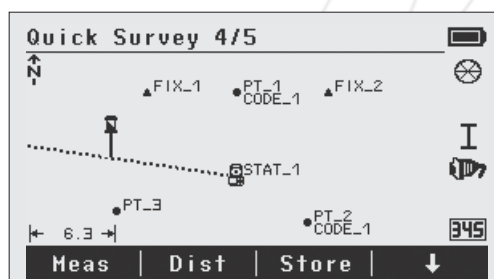 Quick Survey 4/5
N
FIX_1 PT_1 FIX_2
CODE_1
STAT_1
PT_3
PT_2
6.3 CODE_1
I
345
Meas | Dist | Store |